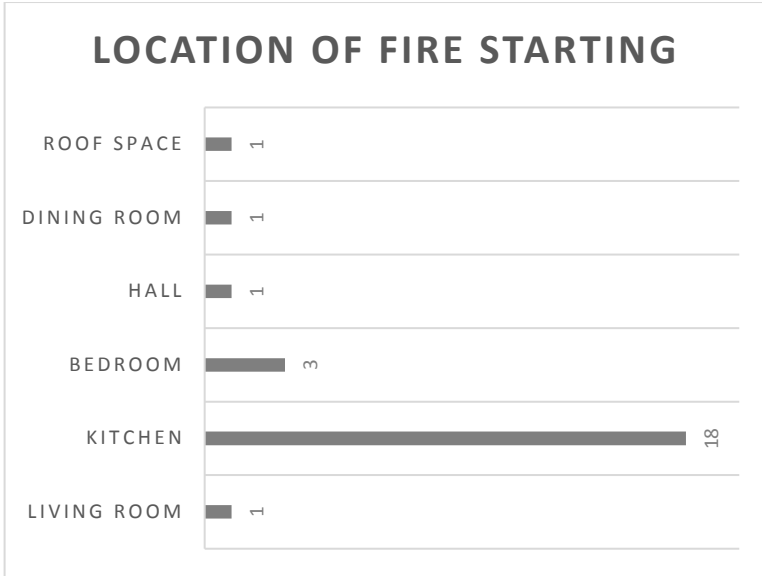 LOCATION OF FIRE STARTING
ROOF SPACE 1
DINING ROOM 1
HALL 1
BEDROOM 3
KITCHEN 18
LIVING ROOM 1